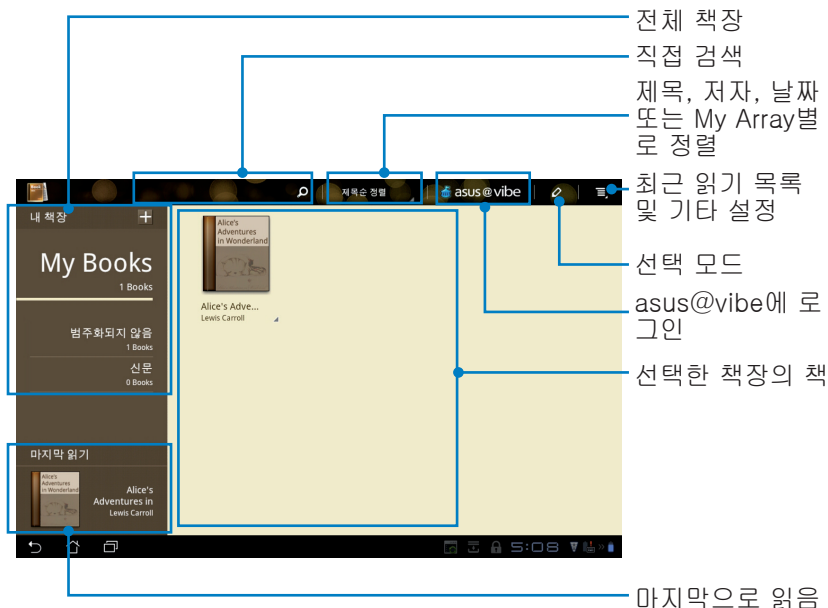 전체 책장
직접 검색
제목, 저자, 날짜
또는 My Array별
로 정렬
최근 읽기 목록
및 기타 설정
선택 모드
asus@vibe에 로
그인
선택한 책장의 책
마지막으로 읽음
제목순 정렬
asus@vibe
내 책장
My Books
1 Books
범주화되지 않음
1 Books
신문
0 Books
Alice's
Adventures
in Wonderland
Alice's Adve...
Lewis Carroll
마지막 읽기
Alice's
Adventures
in Wonderland
Alice's
Adventures in
Lewis Carroll
5:08